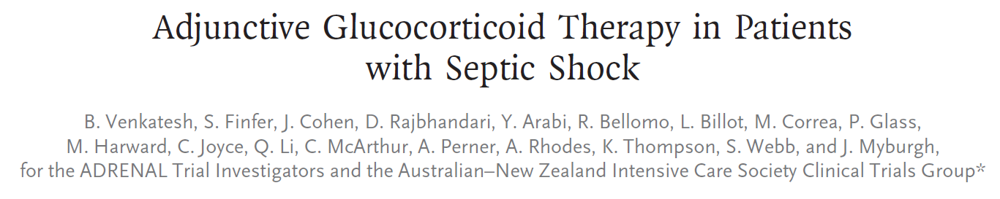 Adjunctive Glucocorticoid Therapy in Patients
with Septic Shock
B. Venkatesh, S. Finfer, J. Cohen, D. Rajbhandari, Y. Arabi, R. Bellomo, L. Billot, M. Correa, P. Glass,
M. Harward, C. Joyce, Q. Li, C. McArthur, A. Perner, A. Rhodes, K. Thompson, S. Webb, and J. Myburgh,
for the ADRENAL Trial Investigators and the Australian–New Zealand Intensive Care Society Clinical Trials Group*